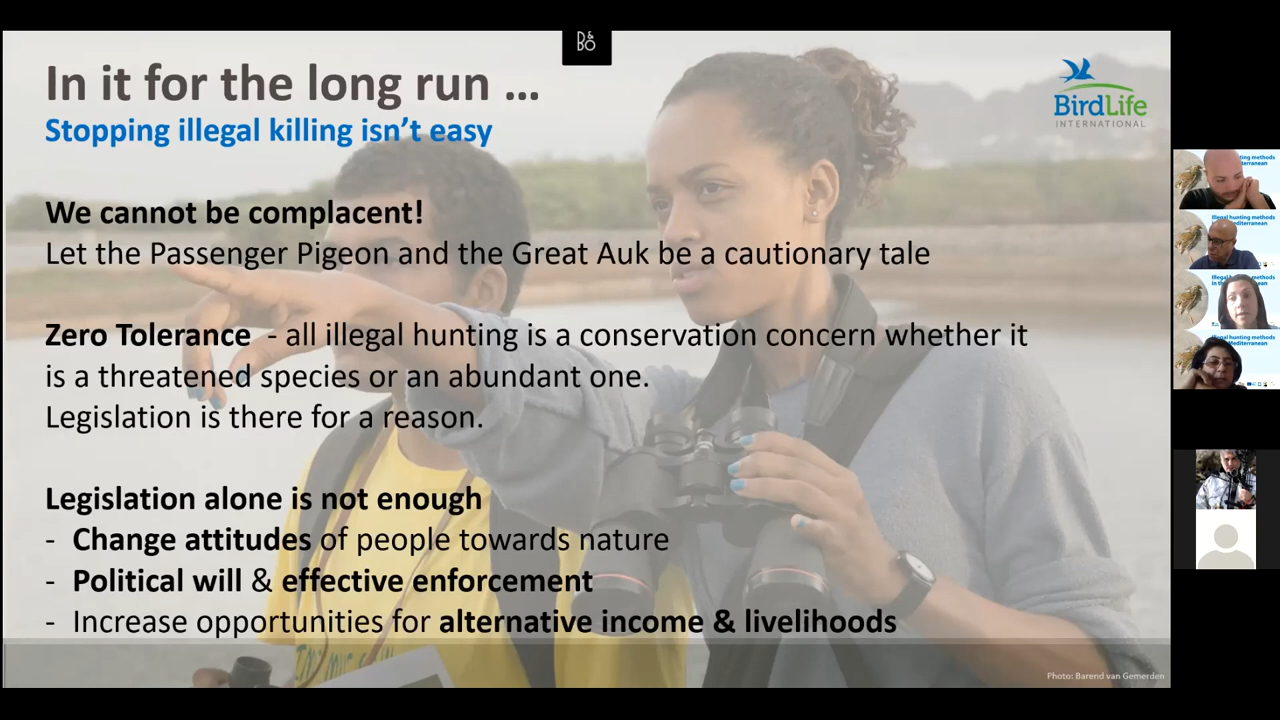 B&O
In it for the long run ...
Stopping illegal killing isn't easy
BirdLife
INTERNATIONAL
We cannot be complacent!
Let the Passenger Pigeon and the Great Auk be a cautionary tale
Zero Tolerance - all illegal hunting is a conservation concern whether it
is a threatened species or an abundant one.
Legislation is there for a reason.
Legislation alone is not enough
- Change attitudes of people towards nature
- Political will & effective enforcement
- Increase opportunities for alternative income & livelihoods
Photo: Barend van Gemerden